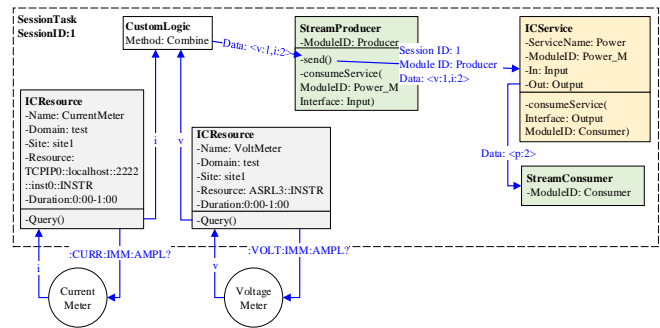 SessionTask
SessionID:1
CustomLogic
Method: Combine
Data: <v:1,i:2>
StreamProducer
-ModuleID: Producer
-send()
-consumeService(
ModuleID: Power_M
Interface: Input)
Session ID: 1
Module ID: Producer
Data: <v:1,i:2>
ICService
-ServiceName: Power
-ModuleID: Power_M
-In: Input
-Out: Output
-consumeService(
Interface: Output
ModuleID: Consumer)
Data: <p:2>
StreamConsumer
-ModuleID: Consumer
ICResource
-Name: CurrentMeter
-Domain: test
-Site: site1
-Resource:
TCPIP0::localhost::2222
::inst0::INSTR
-Duration:0:00-1:00
-Query()
i
v
ICResource
-Name: VoltMeter
-Domain: test
-Site: site1
-Resource: ASRL3::INSTR
-Duration:0:00-1:00
-Query()
i
:CURR:IMM:AMPL?
v
:VOLT:IMM:AMPL?
Current
Meter
Voltage
Meter